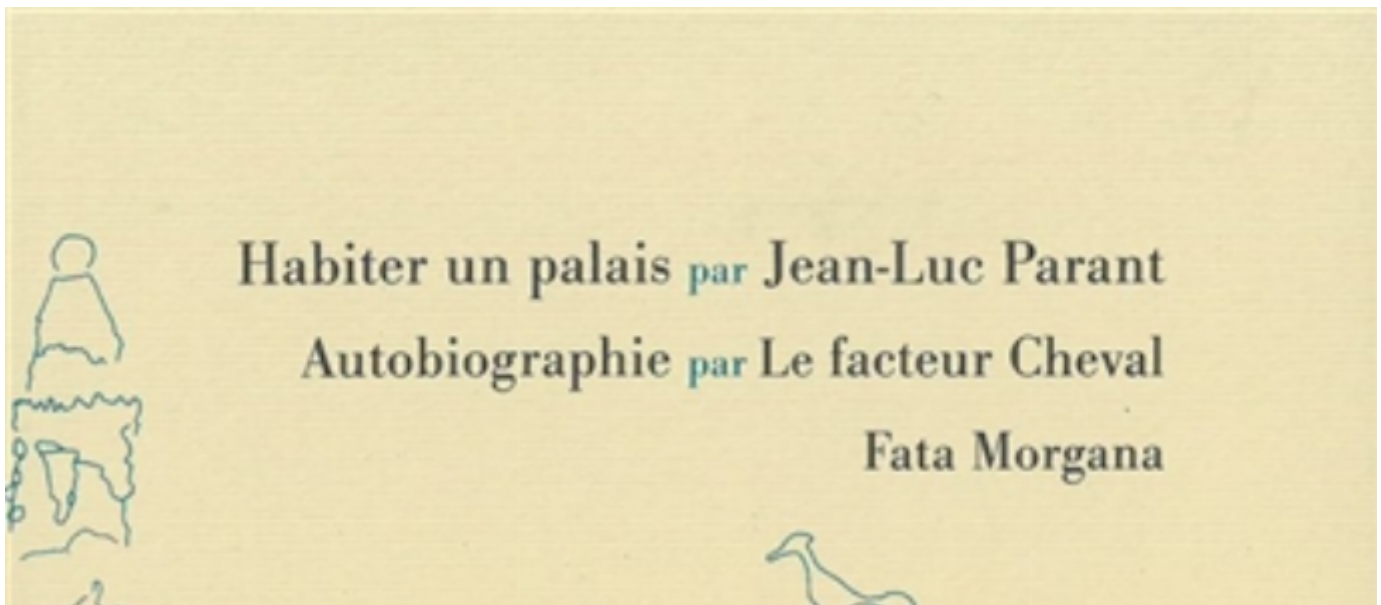 Habiter un palais par Jean-Luc Parant
Autobiographie par Le facteur Cheval
Fata Morgana